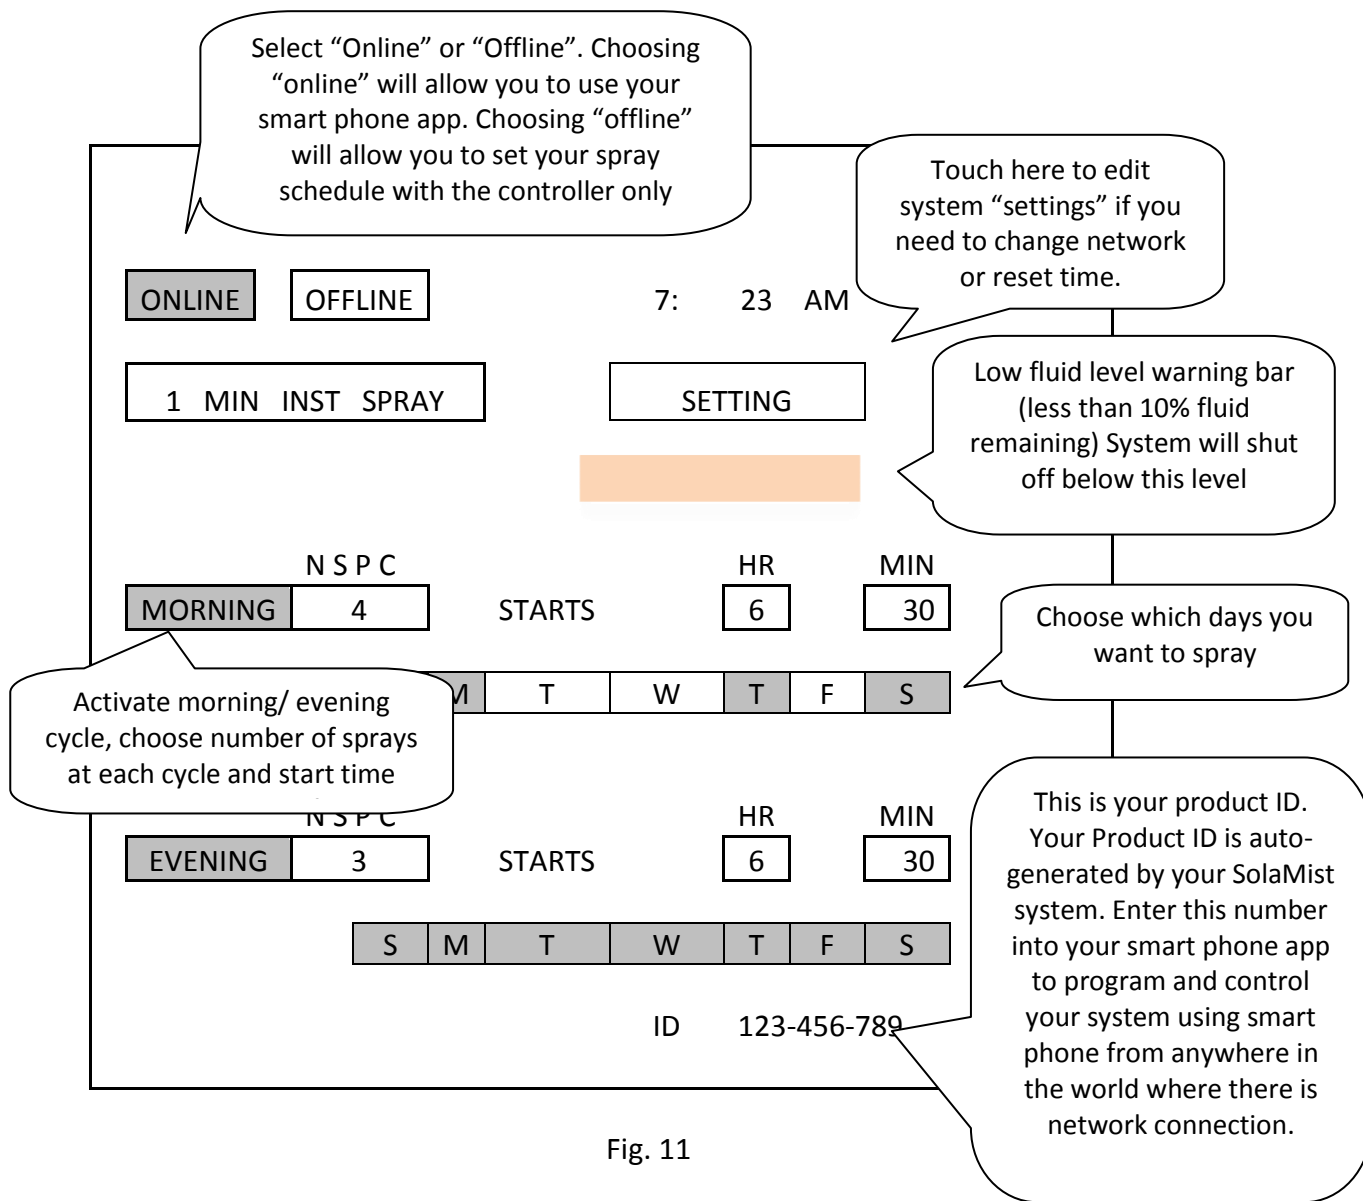 Select “Online” or “Offline”. Choosing
“online” will allow you to use your
smart phone app. Choosing “offline”
will allow you to set your spray
schedule with the controller only
Touch here to edit
system “settings” if you
need to change network
or reset time.
ONLINE OFFLINE 7: 23 AM
1 MIN INST SPRAY SETTING
Low fluid level warning bar
(less than 10% fluid
remaining) System will shut
off below this level
N S P C HR MIN
MORNING 4 STARTS 6 30
Choose which days you
want to spray
M T W T F S
Activate morning/ evening
cycle, choose number of sprays
at each cycle and start time
N S P C HR MIN
EVENING 3 STARTS 6 30
S M T W T F S
ID 123-456-789
This is your product ID.
Your Product ID is auto-
generated by your SolaMist
system. Enter this number
into your smart phone app
to program and control
your system using smart
phone from anywhere in
the world where there is
network connection.
Fig. 11